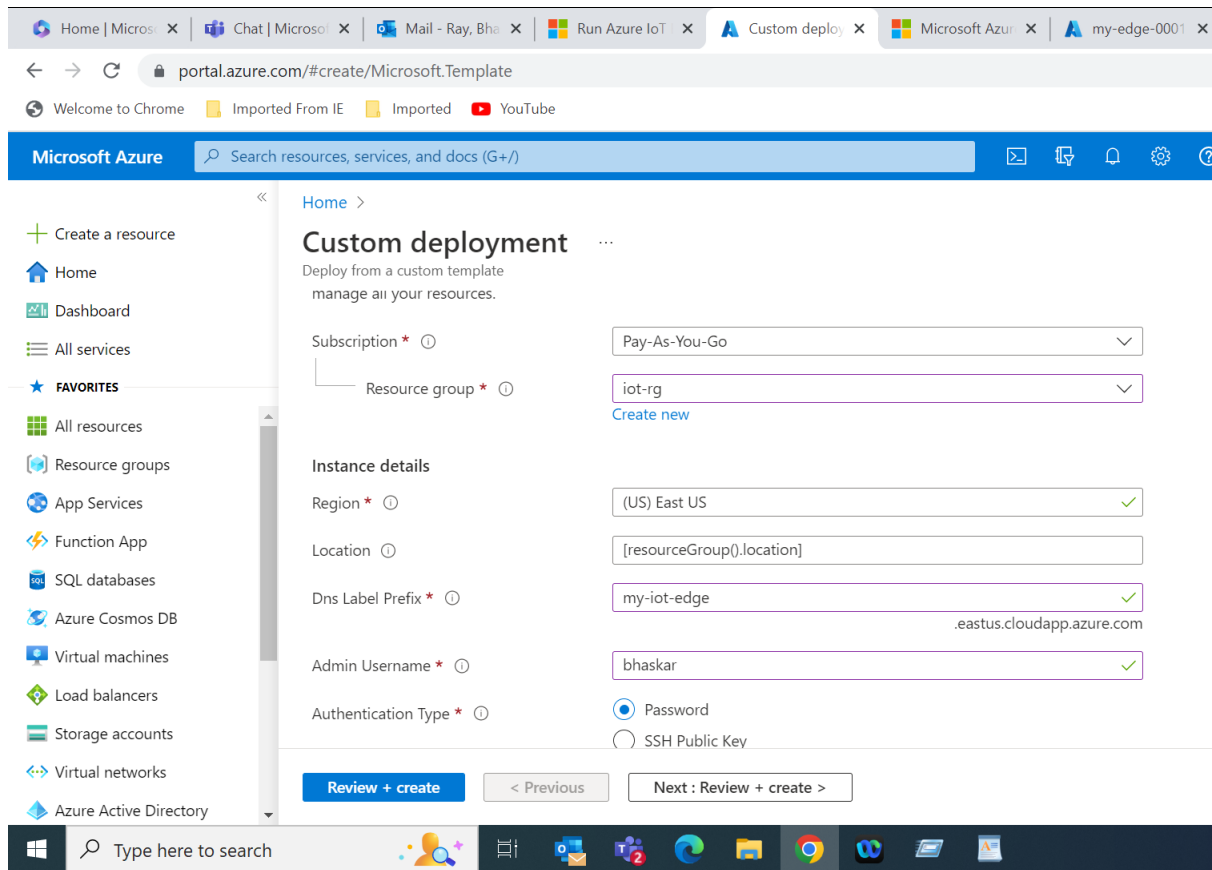 Home | Micros
Chat | Microsof
Mail - Ray, Bha
Run Azure IoT
Custom deploy
Microsoft Azur
my-edge-0001
portal.azure.com/#create/Microsoft.Template
Welcome to Chrome
Imported From IE
Imported
YouTube
Microsoft Azure
Search resources, services, and docs (G+/)
Create a resource
Home
Dashboard
All services
FAVORITES
All resources
Resource groups
App Services
Function App
SQL databases
Azure Cosmos DB
Virtual machines
Load balancers
Storage accounts
Virtual networks
Azure Active Directory
Home >
Custom deployment ...
Deploy from a custom template
manage all your resources.
Subscription * Pay-As-You-Go
Resource group * iot-rg
Create new
Instance details
Region * (US) East US
Location [resourceGroup().location]
Dns Label Prefix * my-iot-edge
.eastus.cloudapp.azure.com
Admin Username * bhaskar
Authentication Type * Password
SSH Public Key
Review + create
< Previous
Next : Review + create >
Type here to search
2